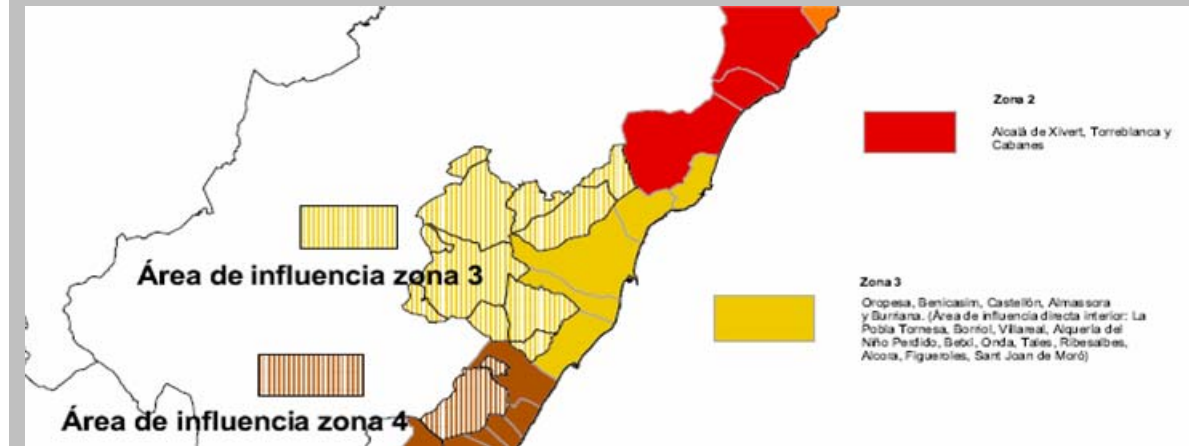 Zona 2
Alcalà de Xivert, Torreblanca y
Cabanes
Área de influencia zona 3
Zona 3
Oropesa, Benicasim, Castellón, Almassora
y Burriana. (Área de influencia directa interior: La
Pobla Tornesa, Borriol, Villareal, Alquería del
Niño Perdido, Betxí, Onda, Tales, Ribesalbes,
Alcora, Figueroles, Sant Joan de Moró)
Área de influencia zona 4